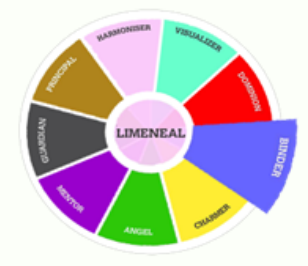 HARMONISER
VISUALIZER
DOMINION
BINDER
CHARMER
ANGEL
MENTOR
GUARDIAN
PRINCIPAL
LIMENEAL